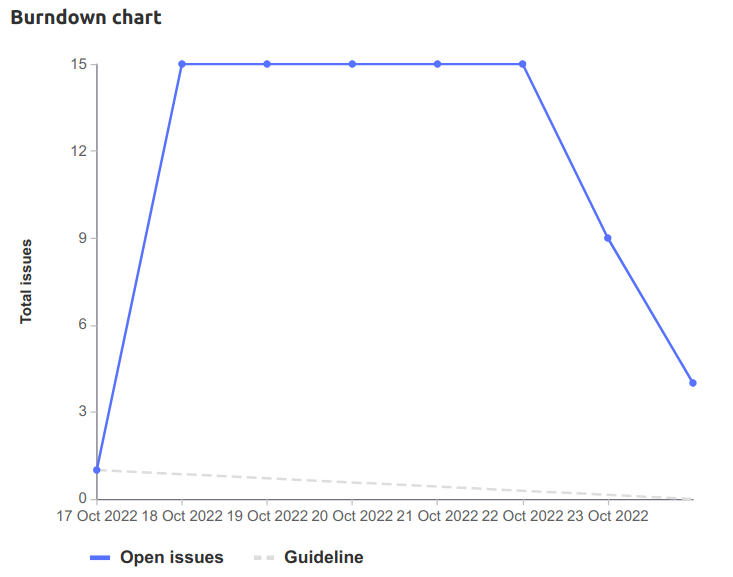 Burndown chart
15
12
9
6
3
0
Total issues
17 Oct 2022 18 Oct 2022 19 Oct 2022 20 Oct 2022 21 Oct 2022 22 Oct 2022 23 Oct 2022
Open issues Guideline